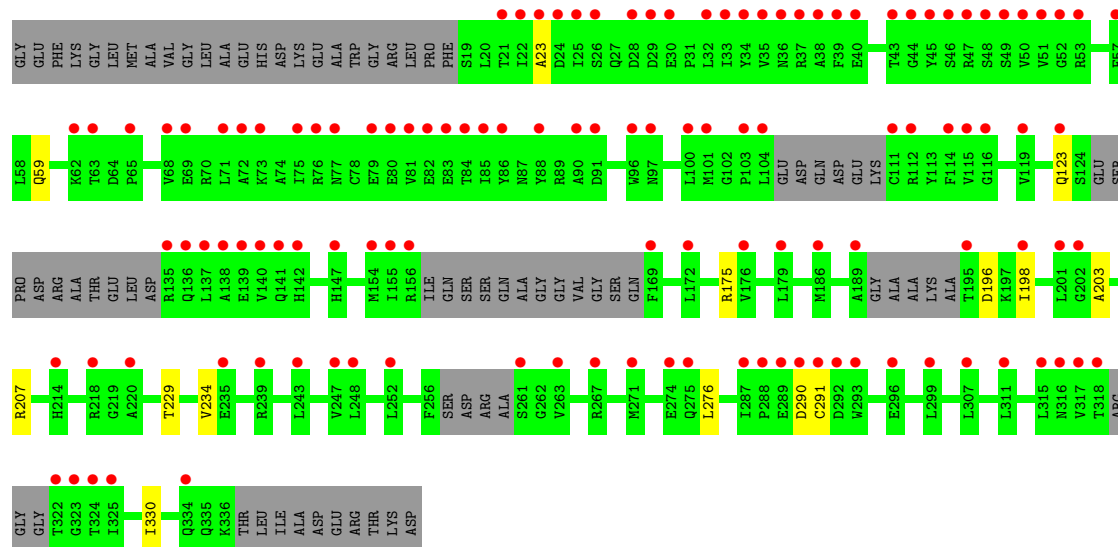 GLY GLU PHE LYS GLY LEU MET ALA VAL GLY LEU ALA GLU HIS ASP LYS GLU ALA TRP GLY ARG LEU PRO PHE S19 L20 T21 I22 A23 D24 I25 S26 Q27 D28 D29 E30 P31 L32 I33 Y34 V35 N36 R37 A38 F39 E40 T43 G44 Y45 S46 R47 S48 S49 V50 V51 G52 R53 F57
L58 Q59 K62 T63 D64 P65 V68 E69 R70 L71 A72 K73 A74 I75 R76 N77 C78 E79 E80 V81 E82 E83 T84 I85 Y86 N87 Y88 R89 A90 D91 W96 N97 L100 M101 G102 P103 L104 GLU ASP GLN ASP GLU LYS C111 R112 Y113 F114 V115 G116 V119 Q123 S124 GLU SER
PRO ASP ARG ALA THR GLU LEU ASP R135 Q136 L137 A138 E139 V140 Q141 H142 H147 M154 I155 R156 ILE GLN SER SER GLN ALA GLY GLY VAL GLY SER GLN F169 L172 R175 V176 L179 M186 A189 GLY ALA ALA LYS ALA T195 D196 K197 I198 L201 G202 A203
R207 H214 R218 G219 A220 T229 V234 E235 R239 L243 V247 L248 L252 F256 SER ASP ARG ALA S261 G262 V263 R267 M271 E274 Q275 L276 I287 P288 E289 D290 C291 D292 W293 E296 L299 L307 L311 L315 N316 V317 T318 ARG
GLY GLY T322 G323 T324 I325 I330 Q334 Q335 K336 THR LEU ILE ALA ASP GLU ARG THR LYS ASP